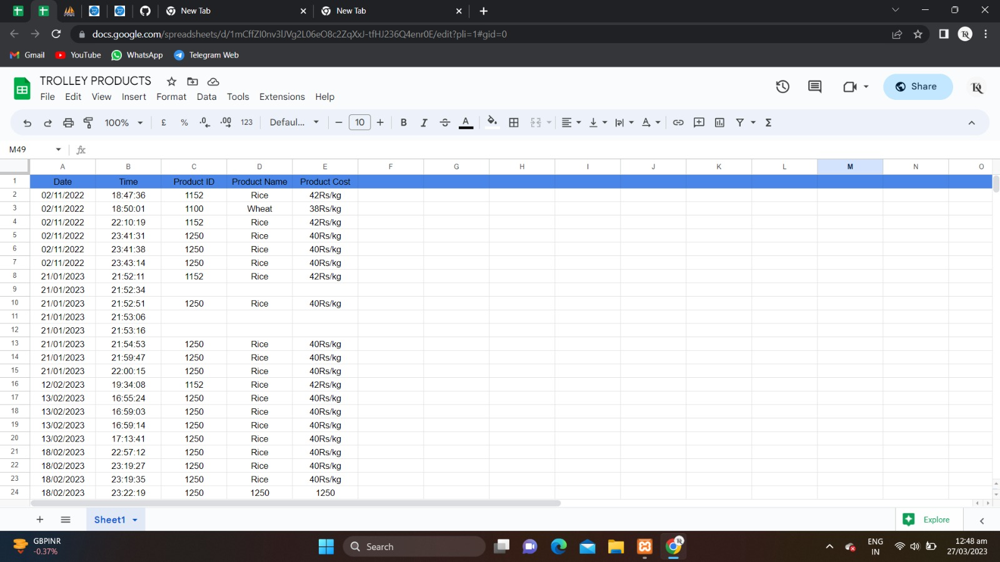 New Tab New Tab
docs.google.com/spreadsheets/d/1mCffZI0nv3lJVg2L06eO8c2ZqXxJ-tfHJ236Q4enr0E/edit?pli=1#gid=0
Gmail YouTube WhatsApp Telegram Web
TROLLEY PRODUCTS
Share
File Edit View Insert Format Data Tools Extensions Help
100% £ % .0 .00 123 Defaul... 10 B I A
M49 fx
A B C D E F G H I J K L M N O
1 Date Time Product ID Product Name Product Cost
2 02/11/2022 18:47:36 1152 Rice 42Rs/kg
3 02/11/2022 18:50:01 1100 Wheat 38Rs/kg
4 02/11/2022 22:10:19 1152 Rice 42Rs/kg
5 02/11/2022 23:41:31 1250 Rice 40Rs/kg
6 02/11/2022 23:41:38 1250 Rice 40Rs/kg
7 02/11/2022 23:43:14 1250 Rice 40Rs/kg
8 21/01/2023 21:52:11 1152 Rice 42Rs/kg
9 21/01/2023 21:52:34
10 21/01/2023 21:52:51 1250 Rice 40Rs/kg
11 21/01/2023 21:53:06
12 21/01/2023 21:53:16
13 21/01/2023 21:54:53 1250 Rice 40Rs/kg
14 21/01/2023 21:59:47 1250 Rice 40Rs/kg
15 21/01/2023 22:00:15 1250 Rice 40Rs/kg
16 12/02/2023 19:34:08 1152 Rice 42Rs/kg
17 13/02/2023 16:55:24 1250 Rice 40Rs/kg
18 13/02/2023 16:59:03 1250 Rice 40Rs/kg
19 13/02/2023 16:59:14 1250 Rice 40Rs/kg
20 13/02/2023 17:13:41 1250 Rice 40Rs/kg
21 18/02/2023 22:57:12 1250 Rice 40Rs/kg
22 18/02/2023 23:19:27 1250 Rice 40Rs/kg
23 18/02/2023 23:19:35 1250 Rice 40Rs/kg
24 18/02/2023 23:22:19 1250 1250 1250
Sheet1 Explore
GBPINR
-0.37%
Search
ENG
IN
12:48 am
27/03/2023